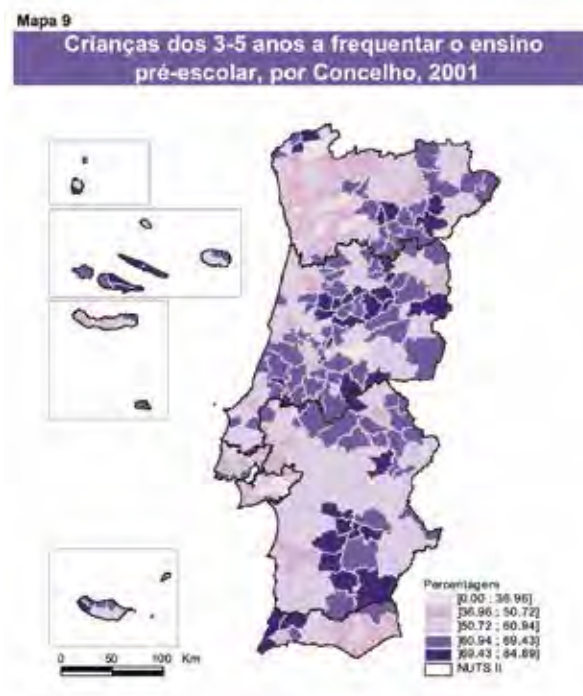 Mapa 9
Crianças dos 3-5 anos a frequentar o ensino
pré-escolar, por Concelho, 2001
Percentagem
]0.00 ; 36.96]
]36.96 ; 50.72]
]50.72 ; 60.94]
]60.94 ; 69.43]
]69.43 ; 84.89]
NUTS II
0 50 100 Km